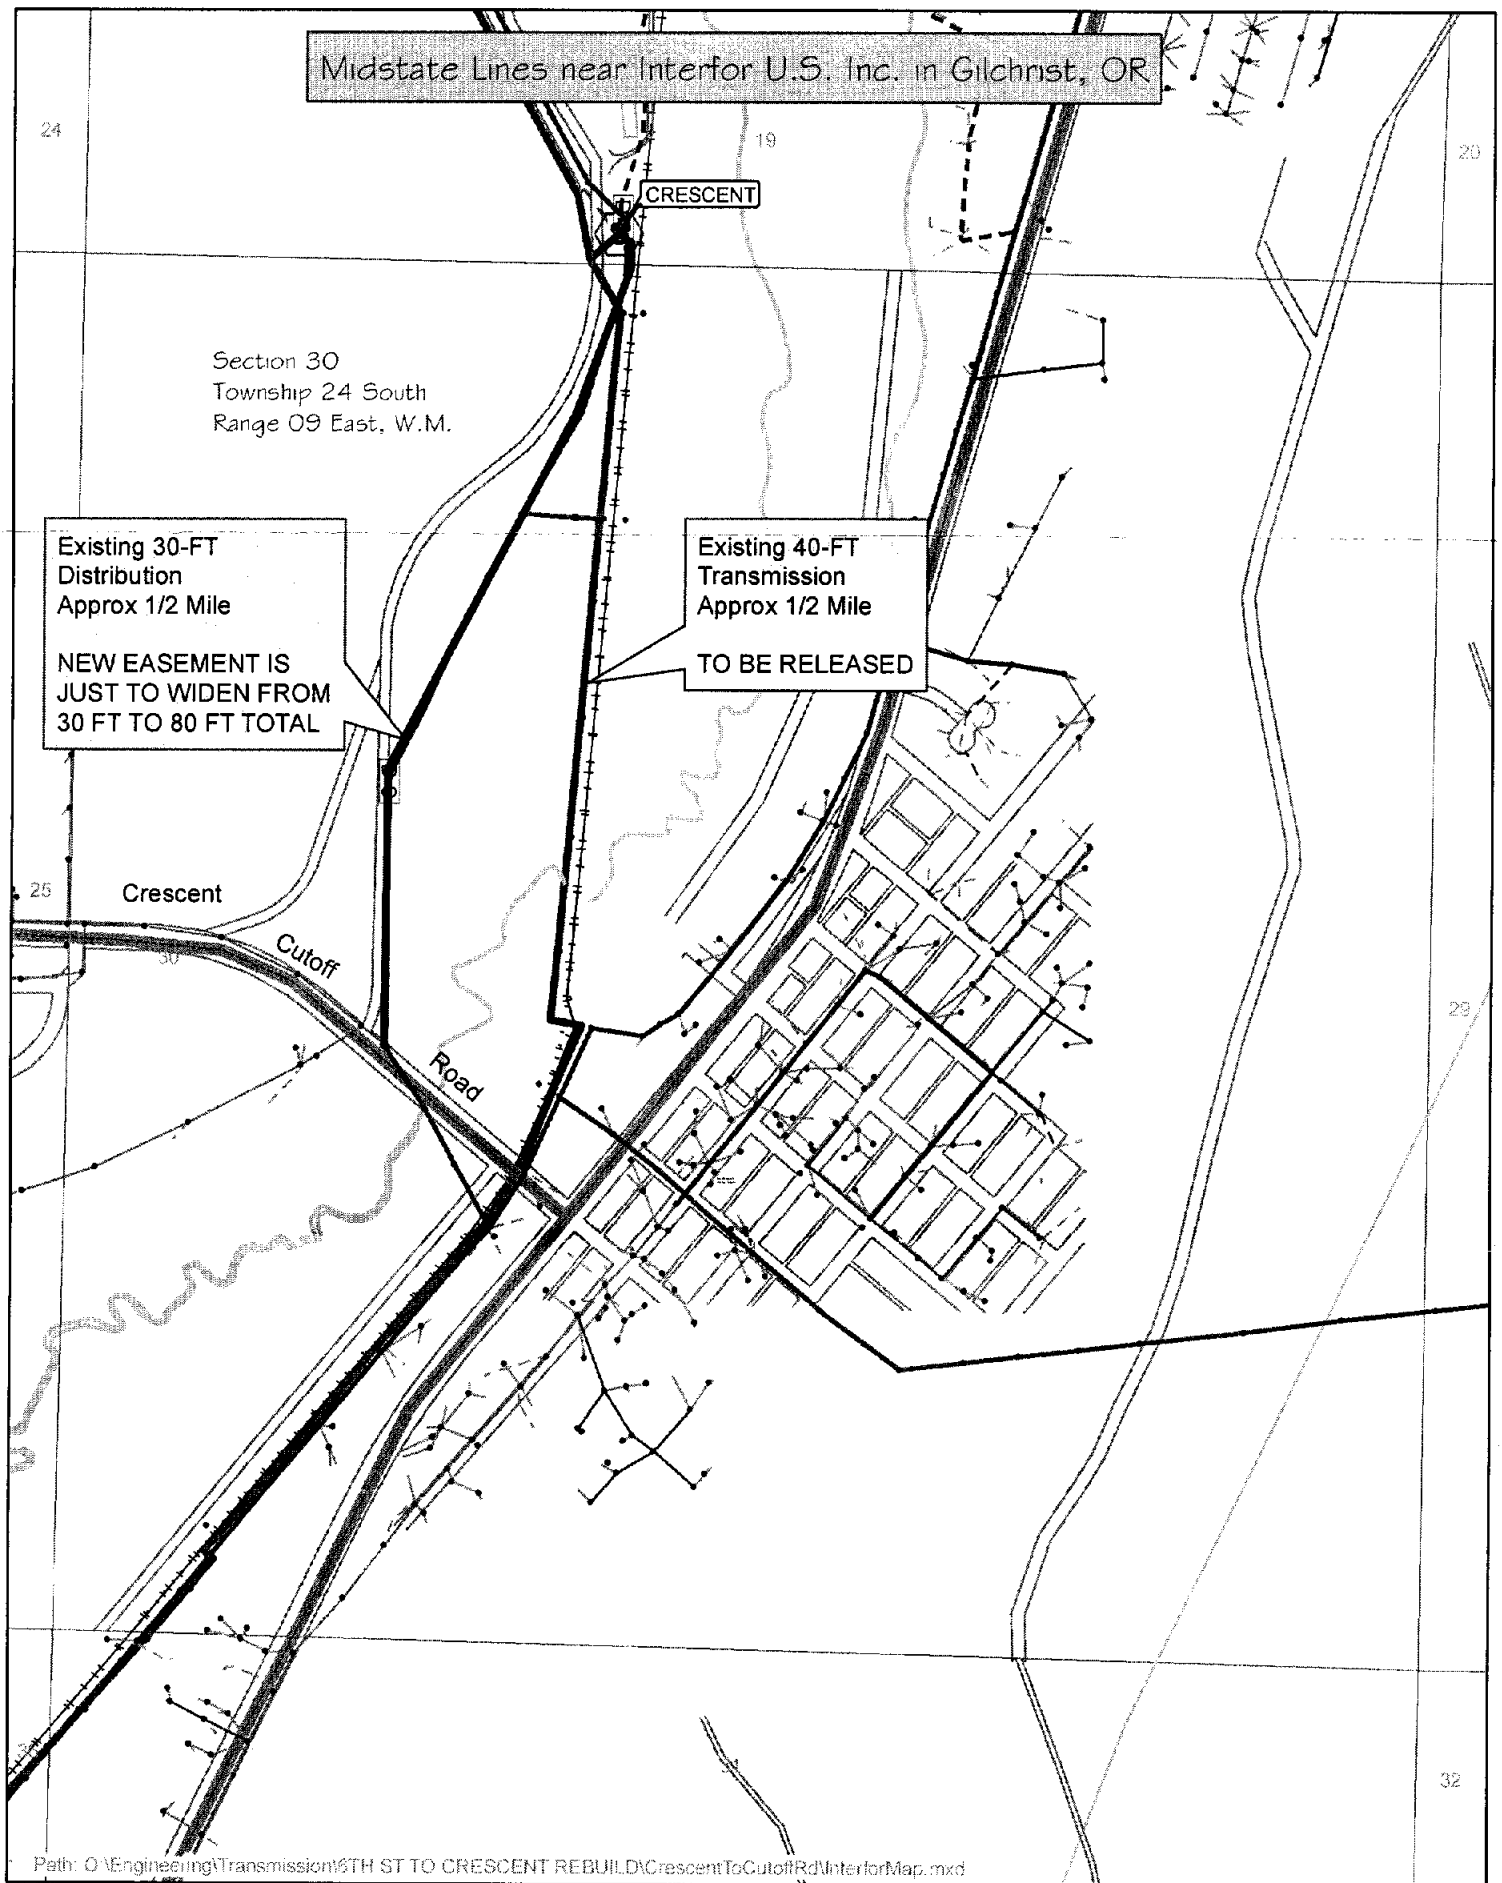 Midstate Lines near Interfor U.S. Inc. in Gilchrist, OR
24
19
20
CRESCENT
Section 30
Township 24 South
Range 09 East, W.M.
Existing 30-FT
Distribution
Approx 1/2 Mile
NEW EASEMENT IS
JUST TO WIDEN FROM
30 FT TO 80 FT TOTAL
Existing 40-FT
Transmission
Approx 1/2 Mile
TO BE RELEASED
25
Crescent
30
Cutoff
Road
29
31
32
Path: O:\Engineering\Transmission\6TH ST TO CRESCENT REBUILD\CrescentToCutoffRd\InterforMap.mxd